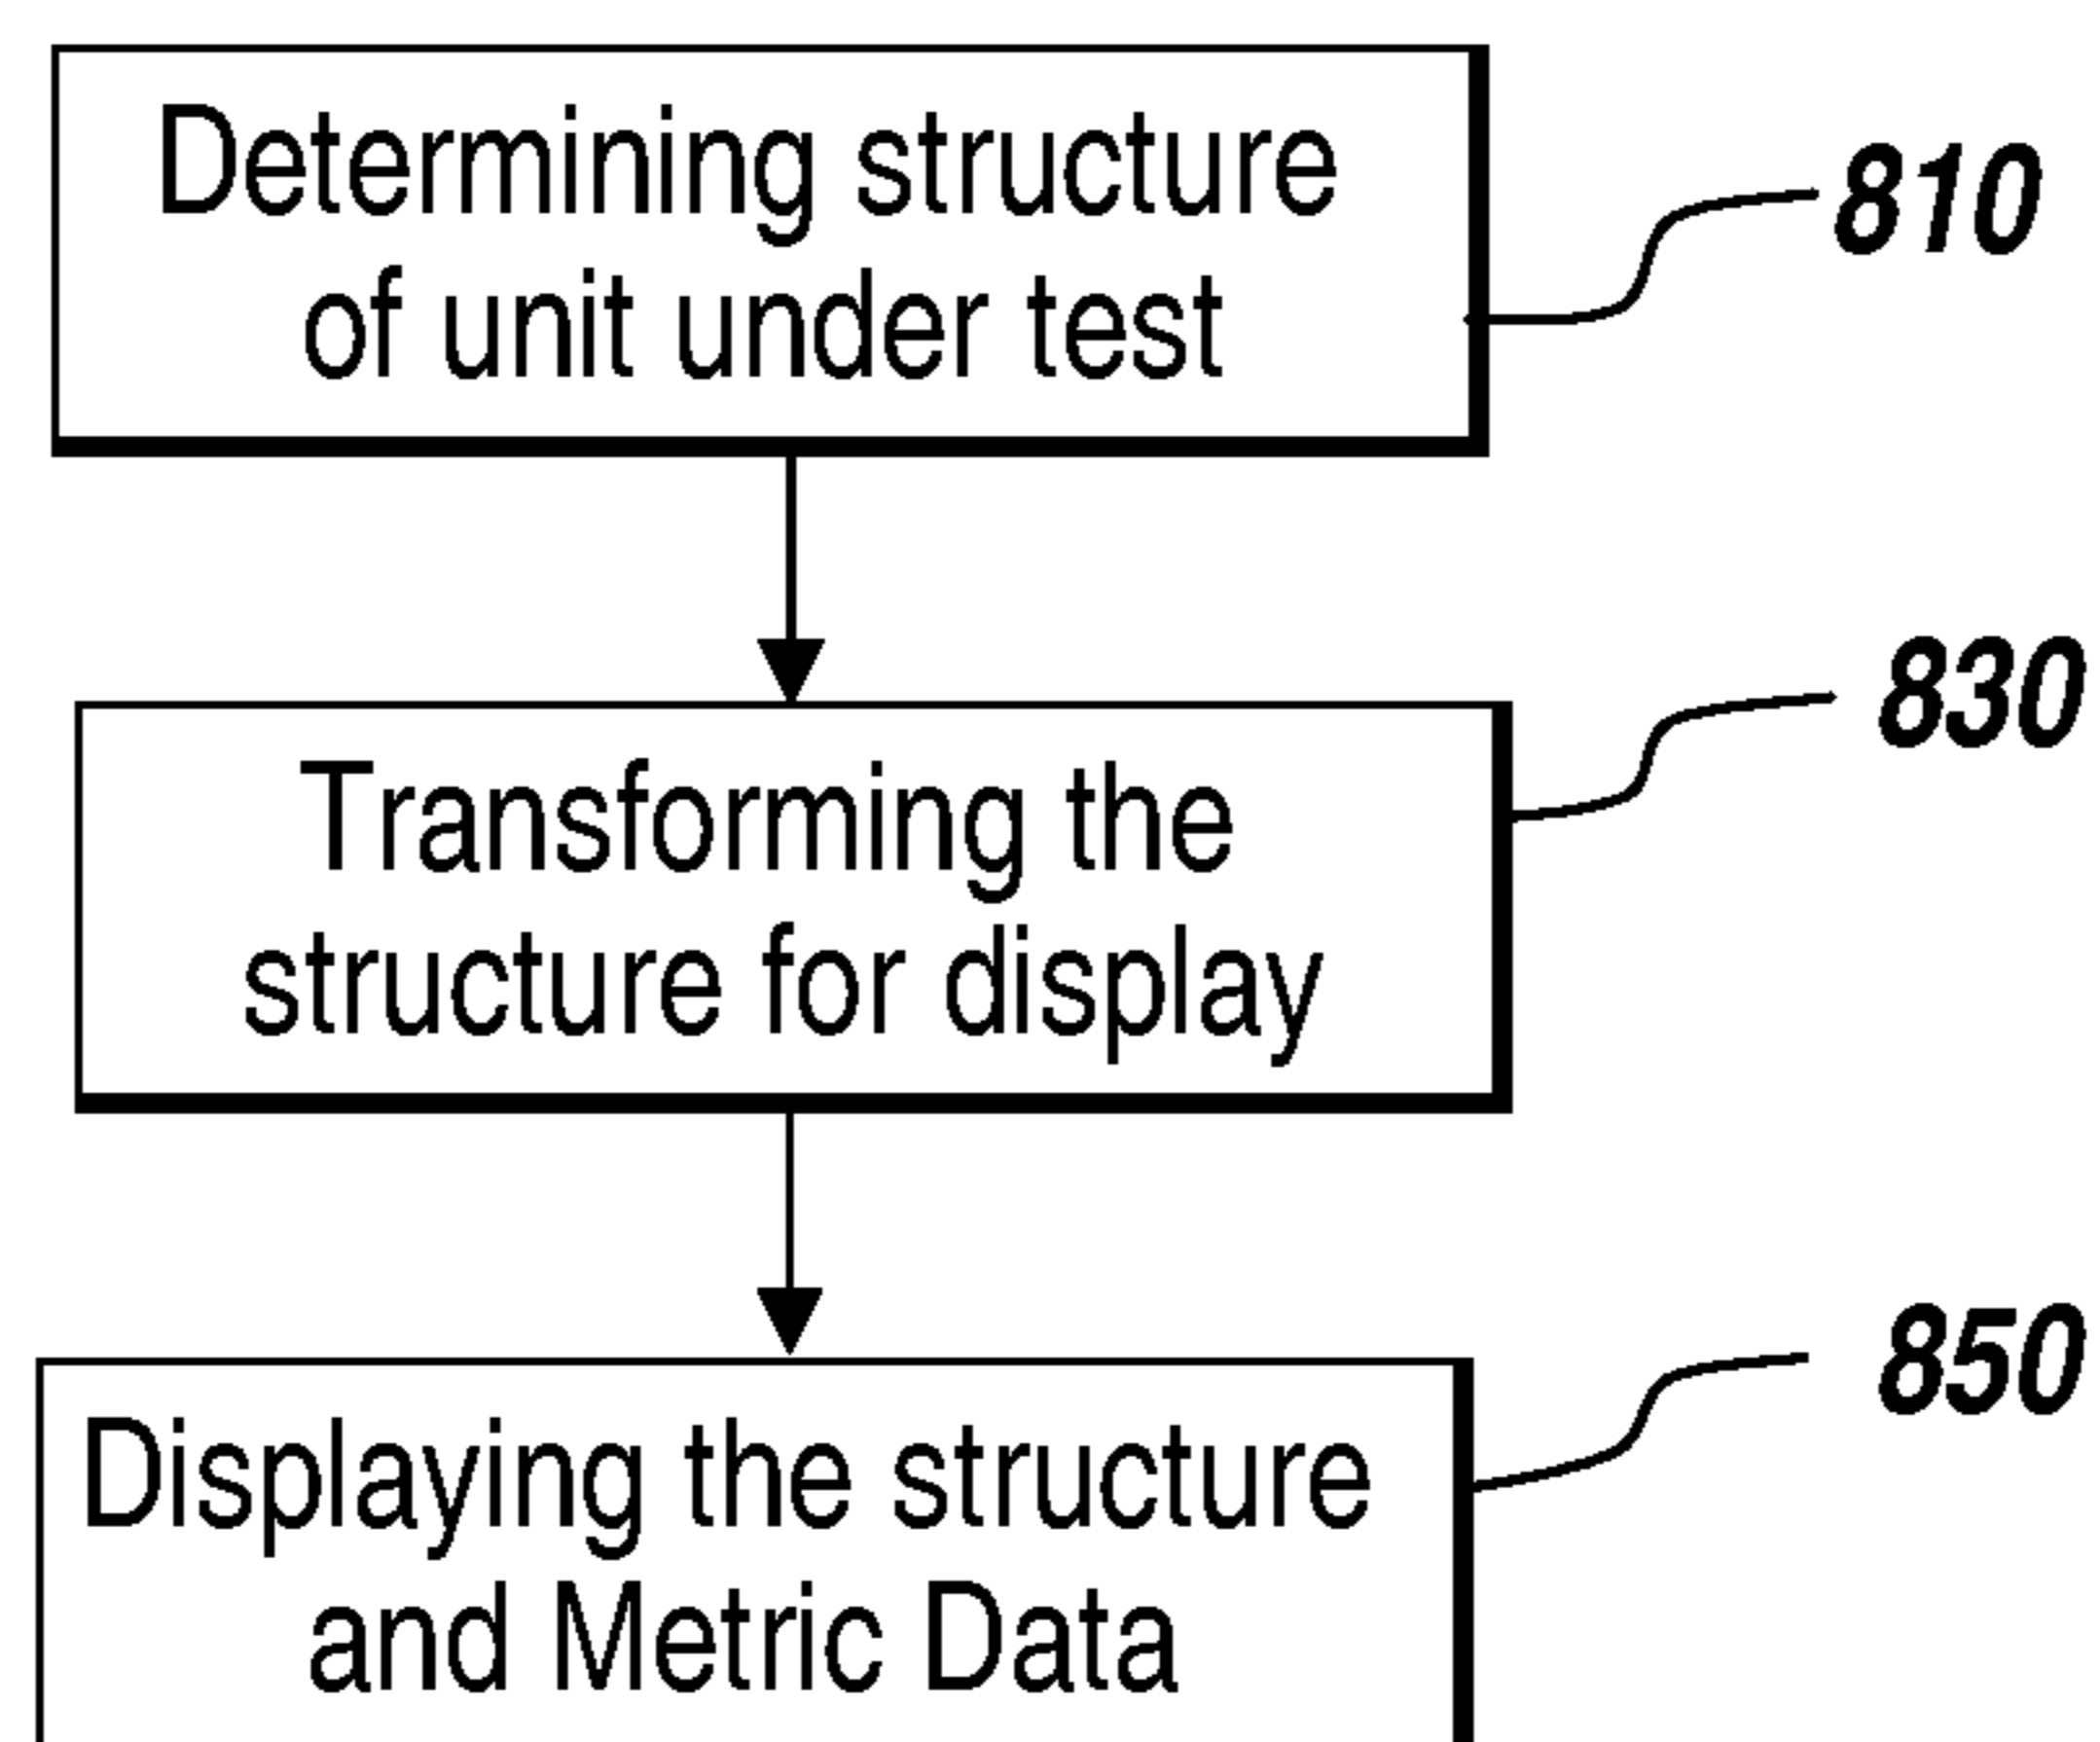 Determining structure
of unit under test
810
Transforming the
structure for display
830
Displaying the structure
and Metric Data
850